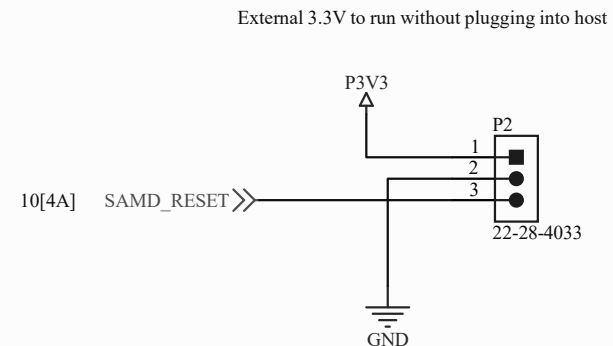 External 3.3V to run without plugging into host
P3V3
P2
1
2
3
10[4A] SAMD_RESET
22-28-4033
GND